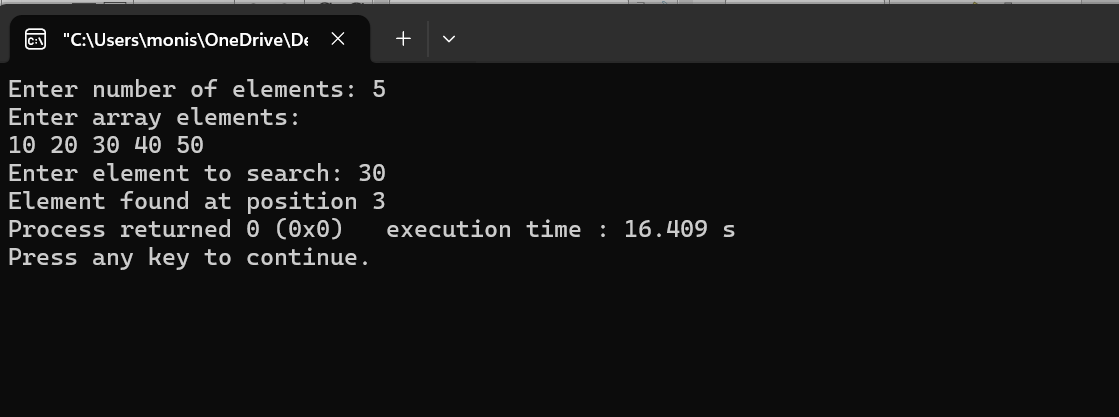 "C:\Users\monis\OneDrive\De
Enter number of elements: 5
Enter array elements:
10 20 30 40 50
Enter element to search: 30
Element found at position 3
Process returned 0 (0x0)   execution time : 16.409 s
Press any key to continue.